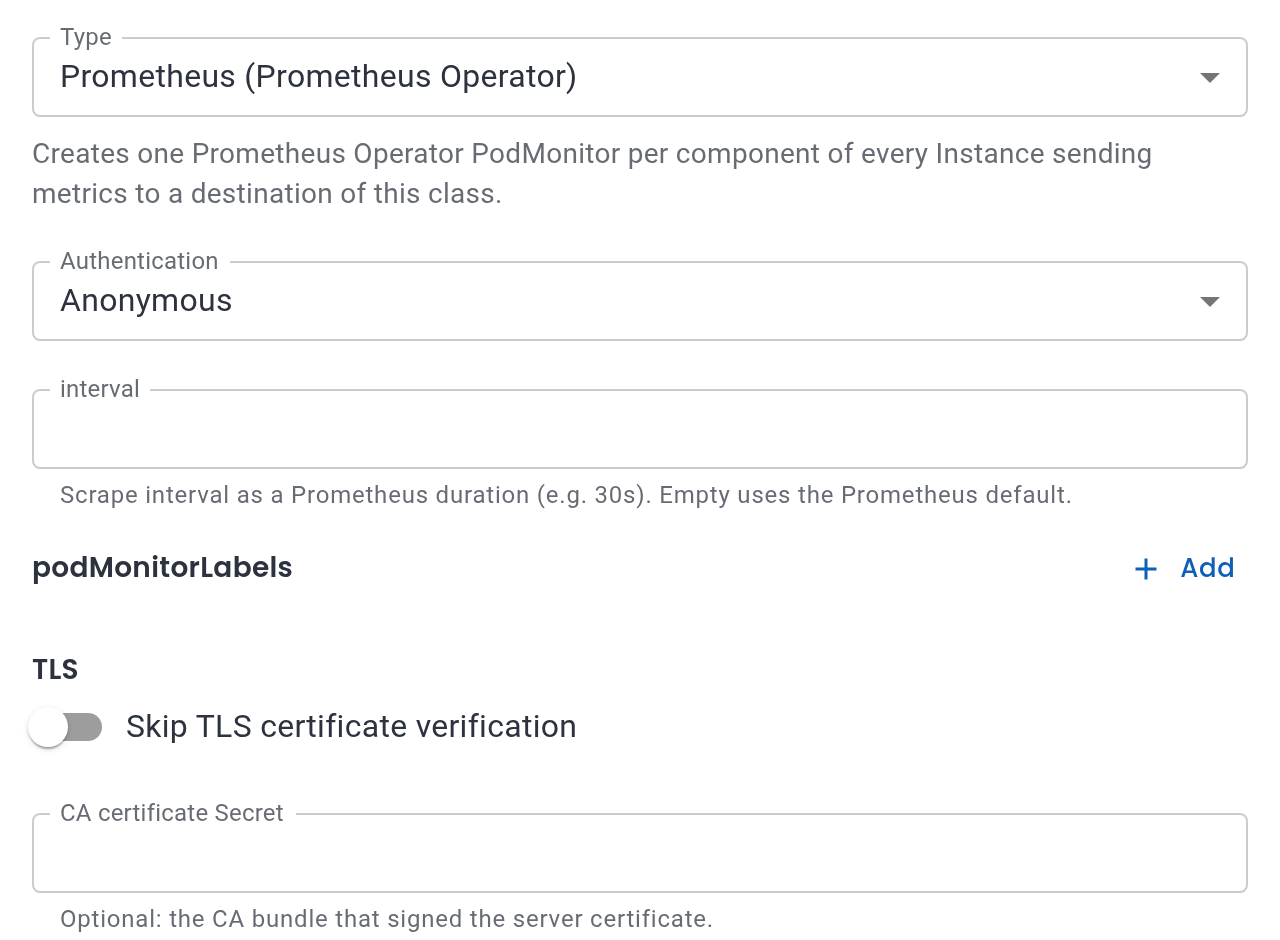 Type
Prometheus (Prometheus Operator)
Creates one Prometheus Operator PodMonitor per component of every Instance sending
metrics to a destination of this class.
Authentication
Anonymous
interval
Scrape interval as a Prometheus duration (e.g. 30s). Empty uses the Prometheus default.
podMonitorLabels
+ Add
TLS
Skip TLS certificate verification
CA certificate Secret
Optional: the CA bundle that signed the server certificate.